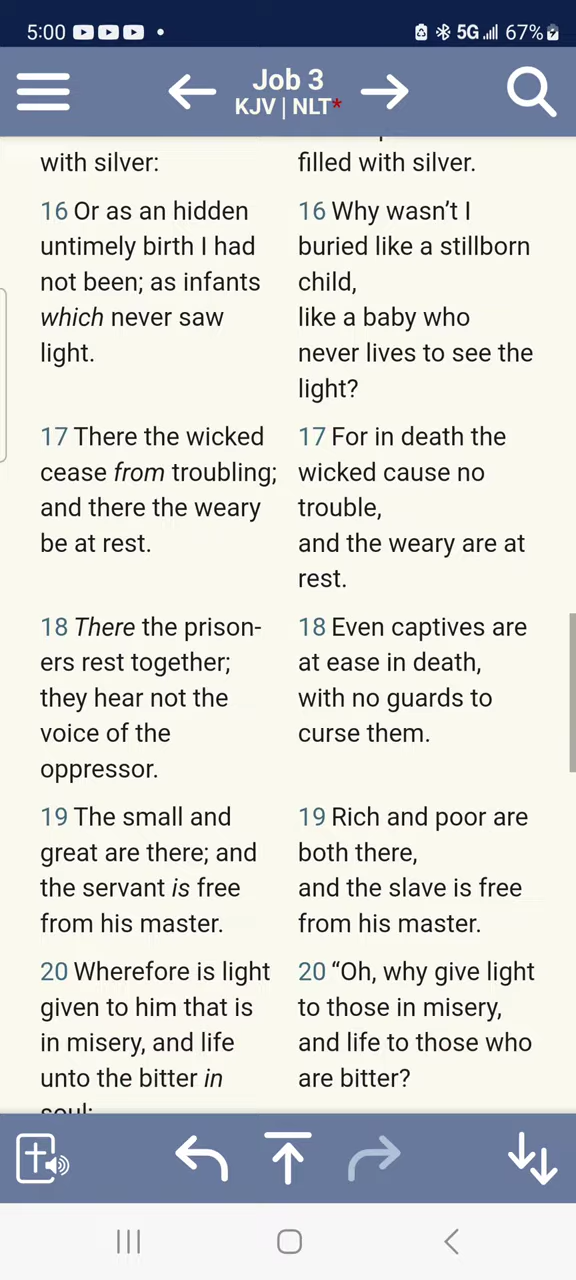 5:00
5G 67%
Job 3
KJV | NLT*
with silver:
16 Or as an hidden
untimely birth I had
not been; as infants
which never saw
light.
17 There the wicked
cease from troubling;
and there the weary
be at rest.
18 There the prison-
ers rest together;
they hear not the
voice of the
oppressor.
19 The small and
great are there; and
the servant is free
from his master.
20 Wherefore is light
given to him that is
in misery, and life
unto the bitter in
soul;
filled with silver.
16 Why wasn’t I
buried like a stillborn
child,
like a baby who
never lives to see the
light?
17 For in death the
wicked cause no
trouble,
and the weary are at
rest.
18 Even captives are
at ease in death,
with no guards to
curse them.
19 Rich and poor are
both there,
and the slave is free
from his master.
20 “Oh, why give light
to those in misery,
and life to those who
are bitter?